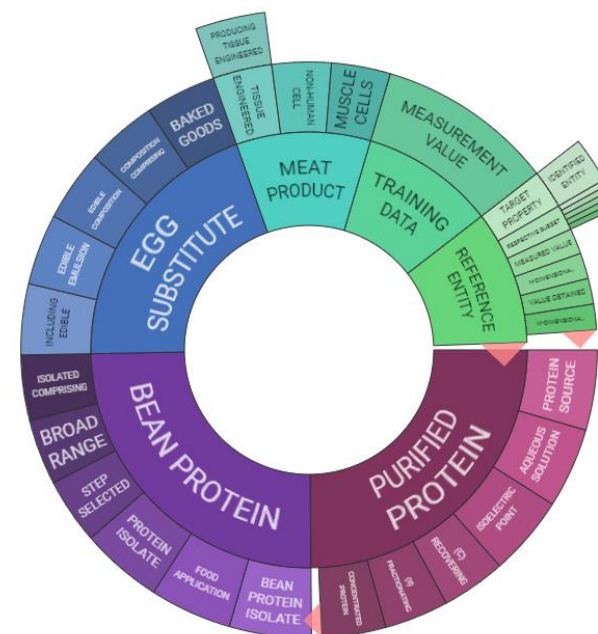 PRODUCING
TISSUE
ENGINEERED
TISSUE
ENGINEERED
NON-HUMAN
CELL
MUSCLE
CELLS
MEASUREMENT
VALUE
IDENTIFIED
ENTITY
TARGET
PROPERTY
RESPECTIVE SUBSET
MEASURED VALUE
VALUE OBTAINED
MEAT
PRODUCT
TRAINING
DATA
REFERENCE
ENTITY
BAKED
GOODS
COMPOSITION
COMPRISING
EDIBLE
COMPOSITION
EDIBLE
EMULSION
INCLUDING
EDIBLE
EGG
SUBSTITUTE
ISOLATED
COMPRISING
BROAD
RANGE
STEP
SELECTED
PROTEIN
ISOLATE
FOOD
APPLICATION
BEAN
PROTEIN
ISOLATE
BEAN PROTEIN
PURIFIED
PROTEIN
PROTEIN
SOURCE
AQUEOUS
SOLUTION
ISOELECTRIC
POINT
(C)
RECOVERING
FRACTIONATING
CONCENTRATED
PROTEIN